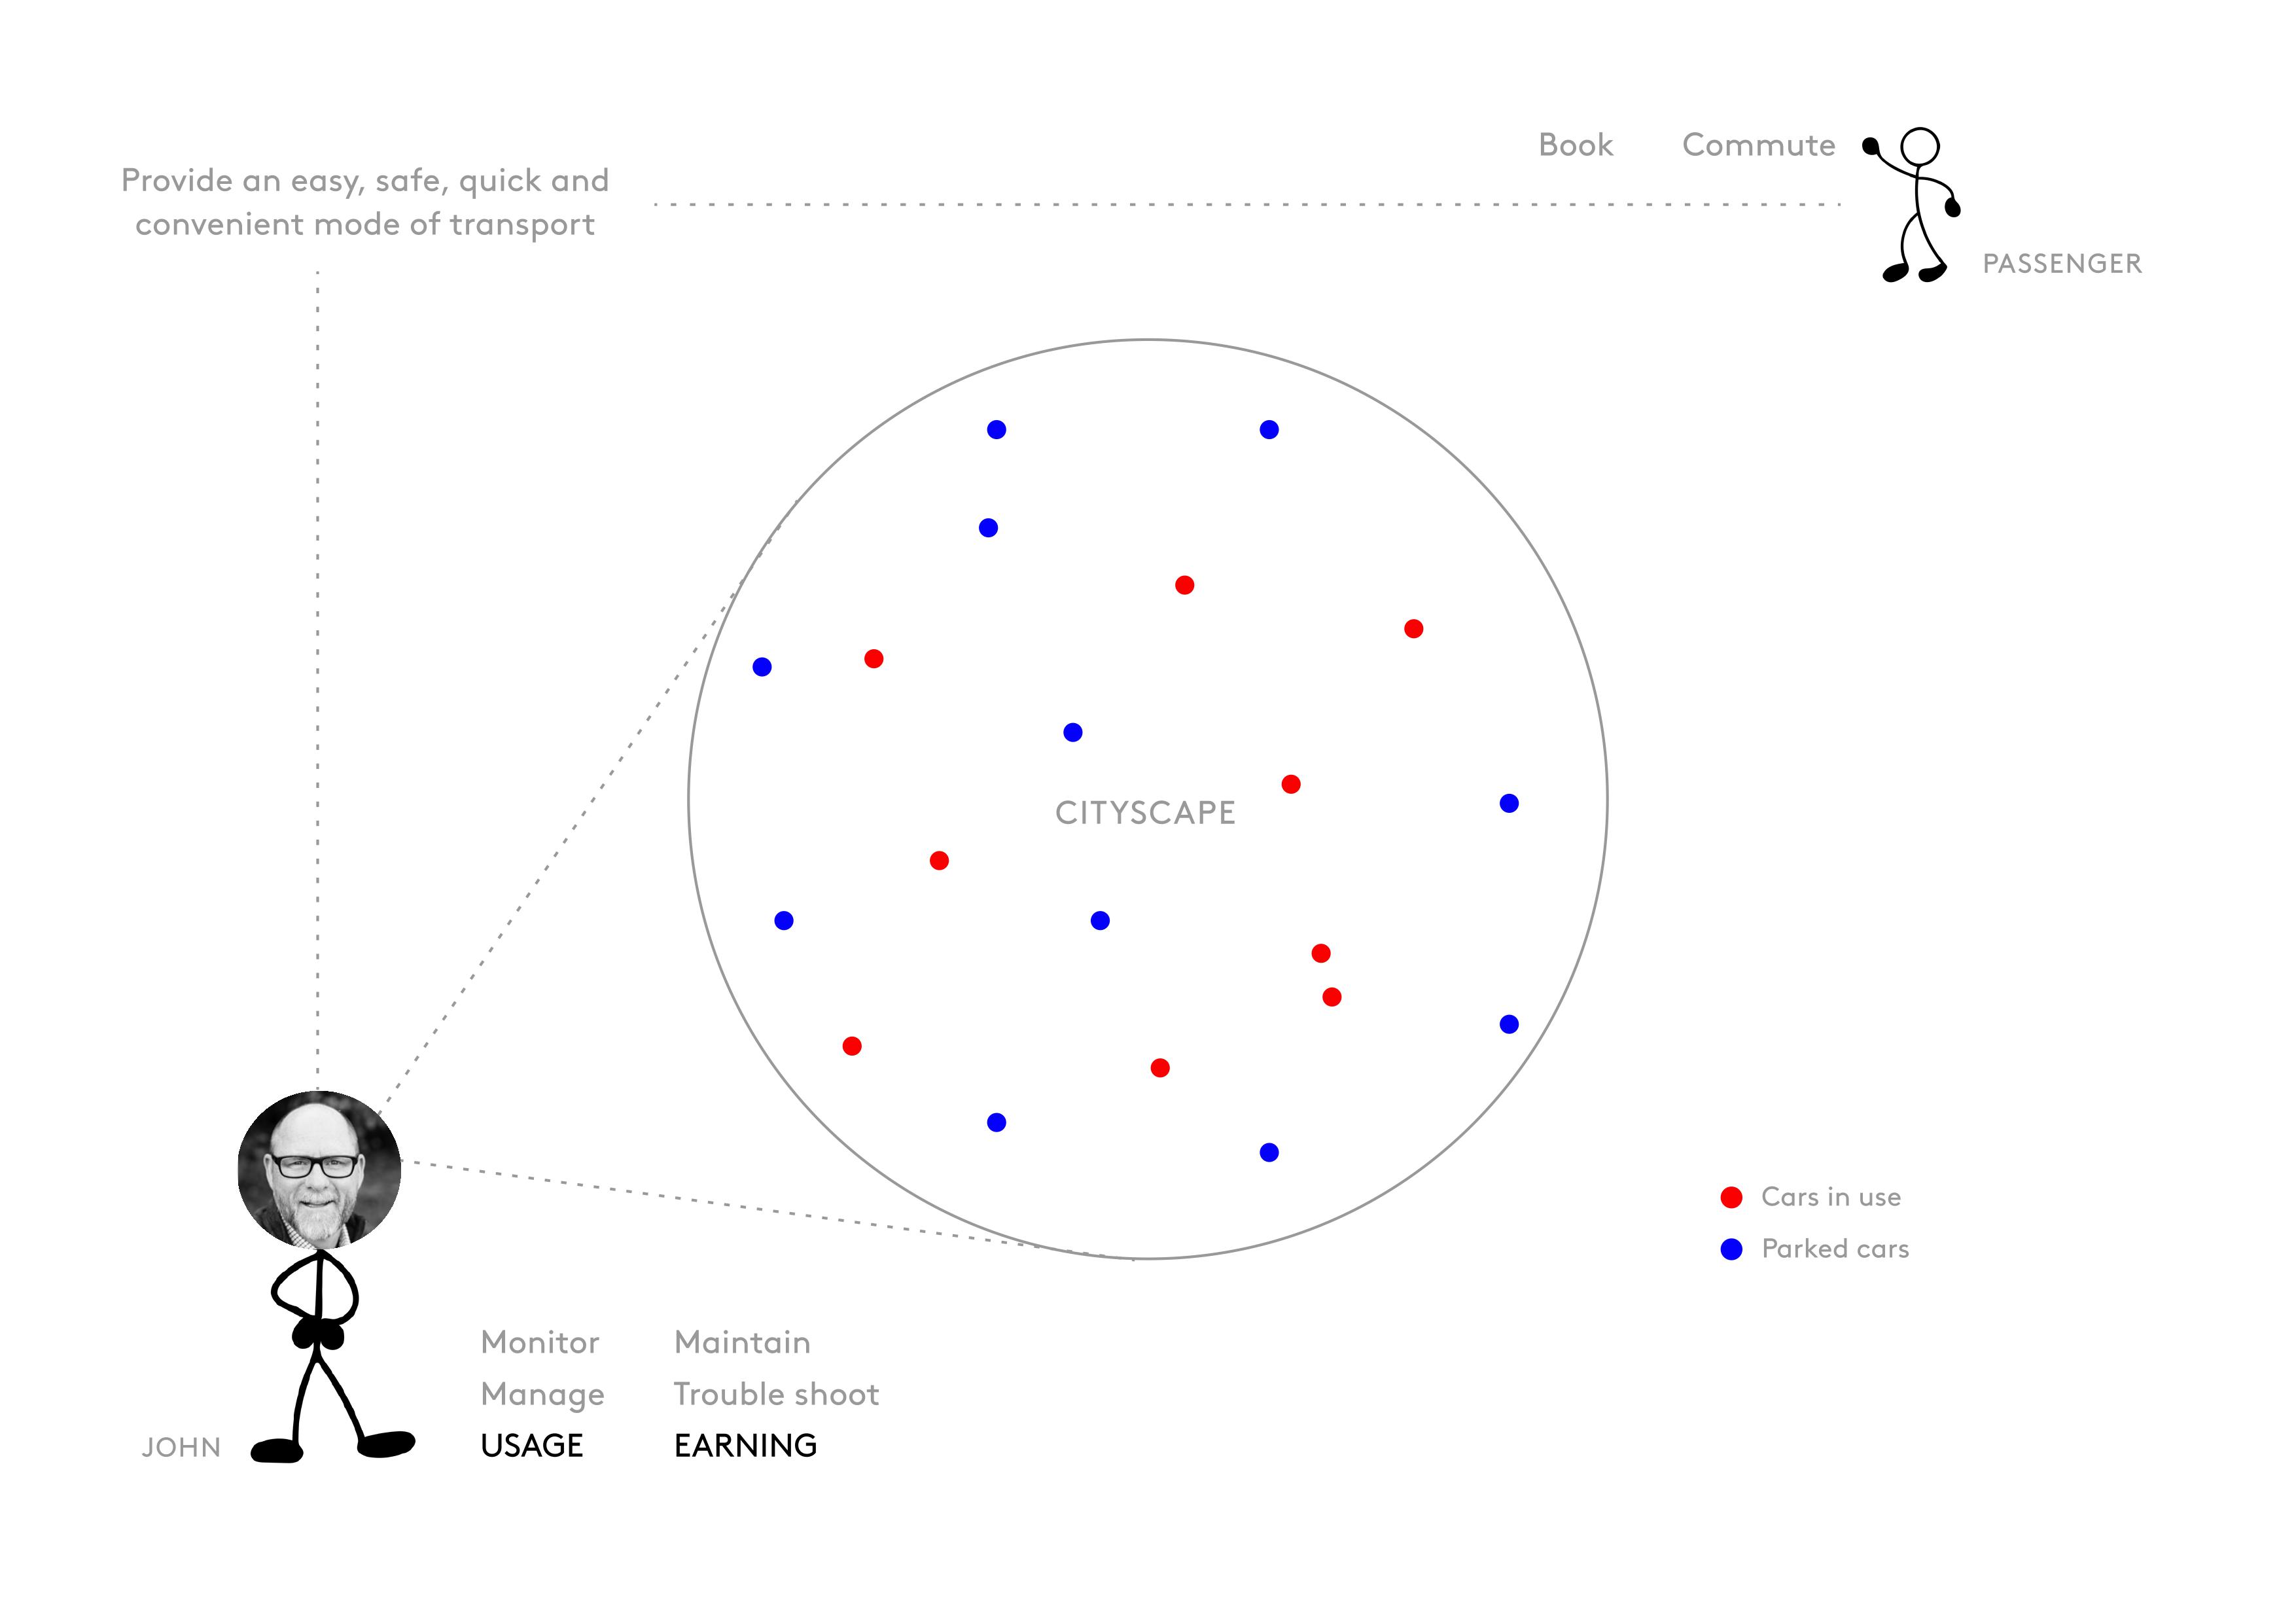 Book Commute
Provide an easy, safe, quick and
convenient mode of transport
PASSENGER
CITYSCAPE
Cars in use
Parked cars
Monitor Maintain
Manage Trouble shoot
JOHN USAGE EARNING